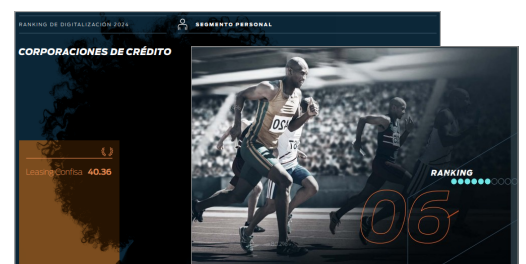 RANKING DE DIGITALIZACIÓN 2026
SEGMENTO PERSONAL
CORPORACIONES DE CRÉDITO
Leasing Confisa 40.36
RANKING
06